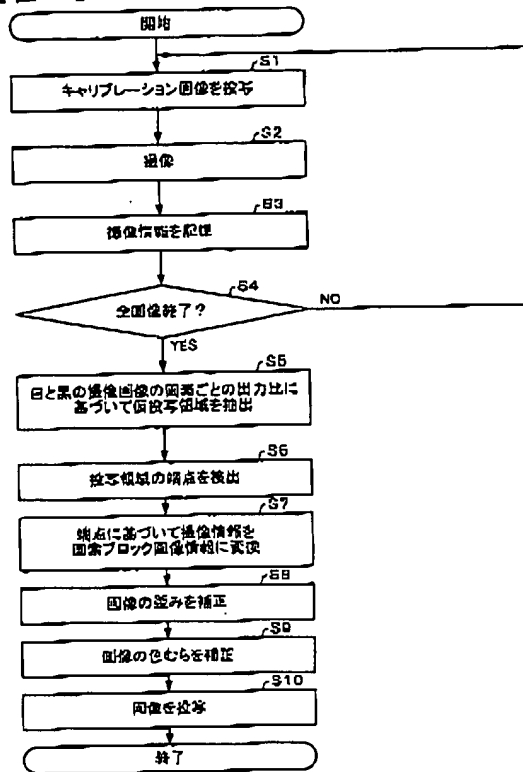 開始
S1
キャリブレーション画像を投写
S2
撮像
S3
撮像情報を記憶
S4
全画像終了?
NO
YES
S5
白と黒の撮像画像の画素ごとの出力比に
基づいて仮投写領域を抽出
S6
投写領域の端点を検出
S7
端点に基づいて撮像情報を
画素ブロック画像情報に変換
S8
画像の歪みを補正
S9
画像の色むらを補正
S10
画像を投写
終了